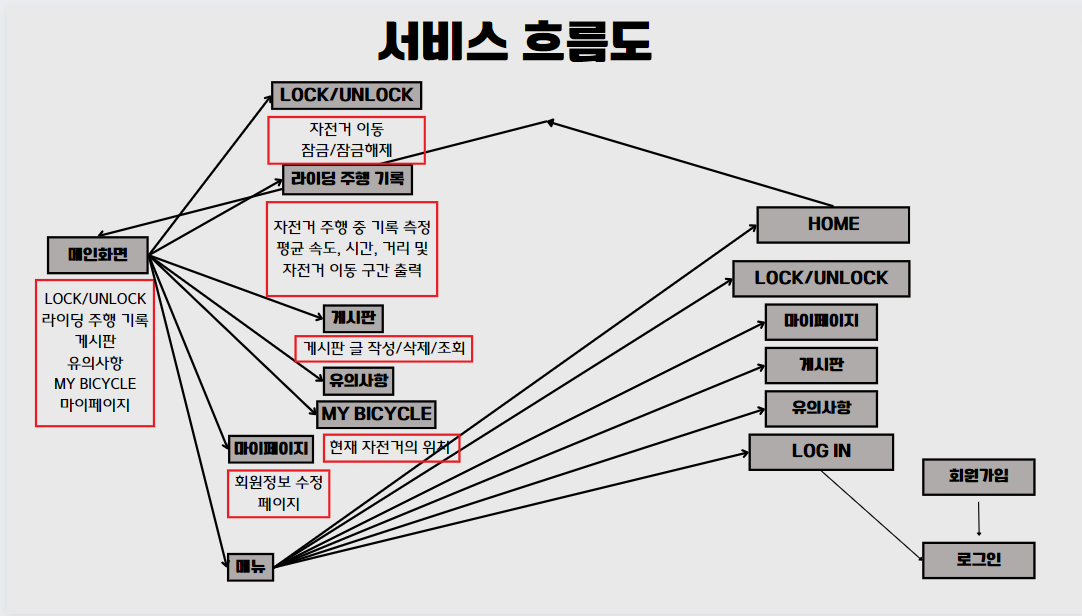 서비스 흐름도
LOCK/UNLOCK
자전거 이동
잠금/잠금해제
라이딩 주행 기록
자전거 주행 중 기록 측정
평균 속도, 시간, 거리 및
자전거 이동 구간 출력
메인화면
LOCK/UNLOCK
라이딩 주행 기록
게시판
유의사항
MY BICYCLE
마이페이지
게시판
게시판 글 작성/삭제/조회
유의사항
MY BICYCLE
현재 자전거의 위치
마이페이지
회원정보 수정
페이지
메뉴
HOME
LOCK/UNLOCK
마이페이지
게시판
유의사항
LOG IN
회원가입
로그인